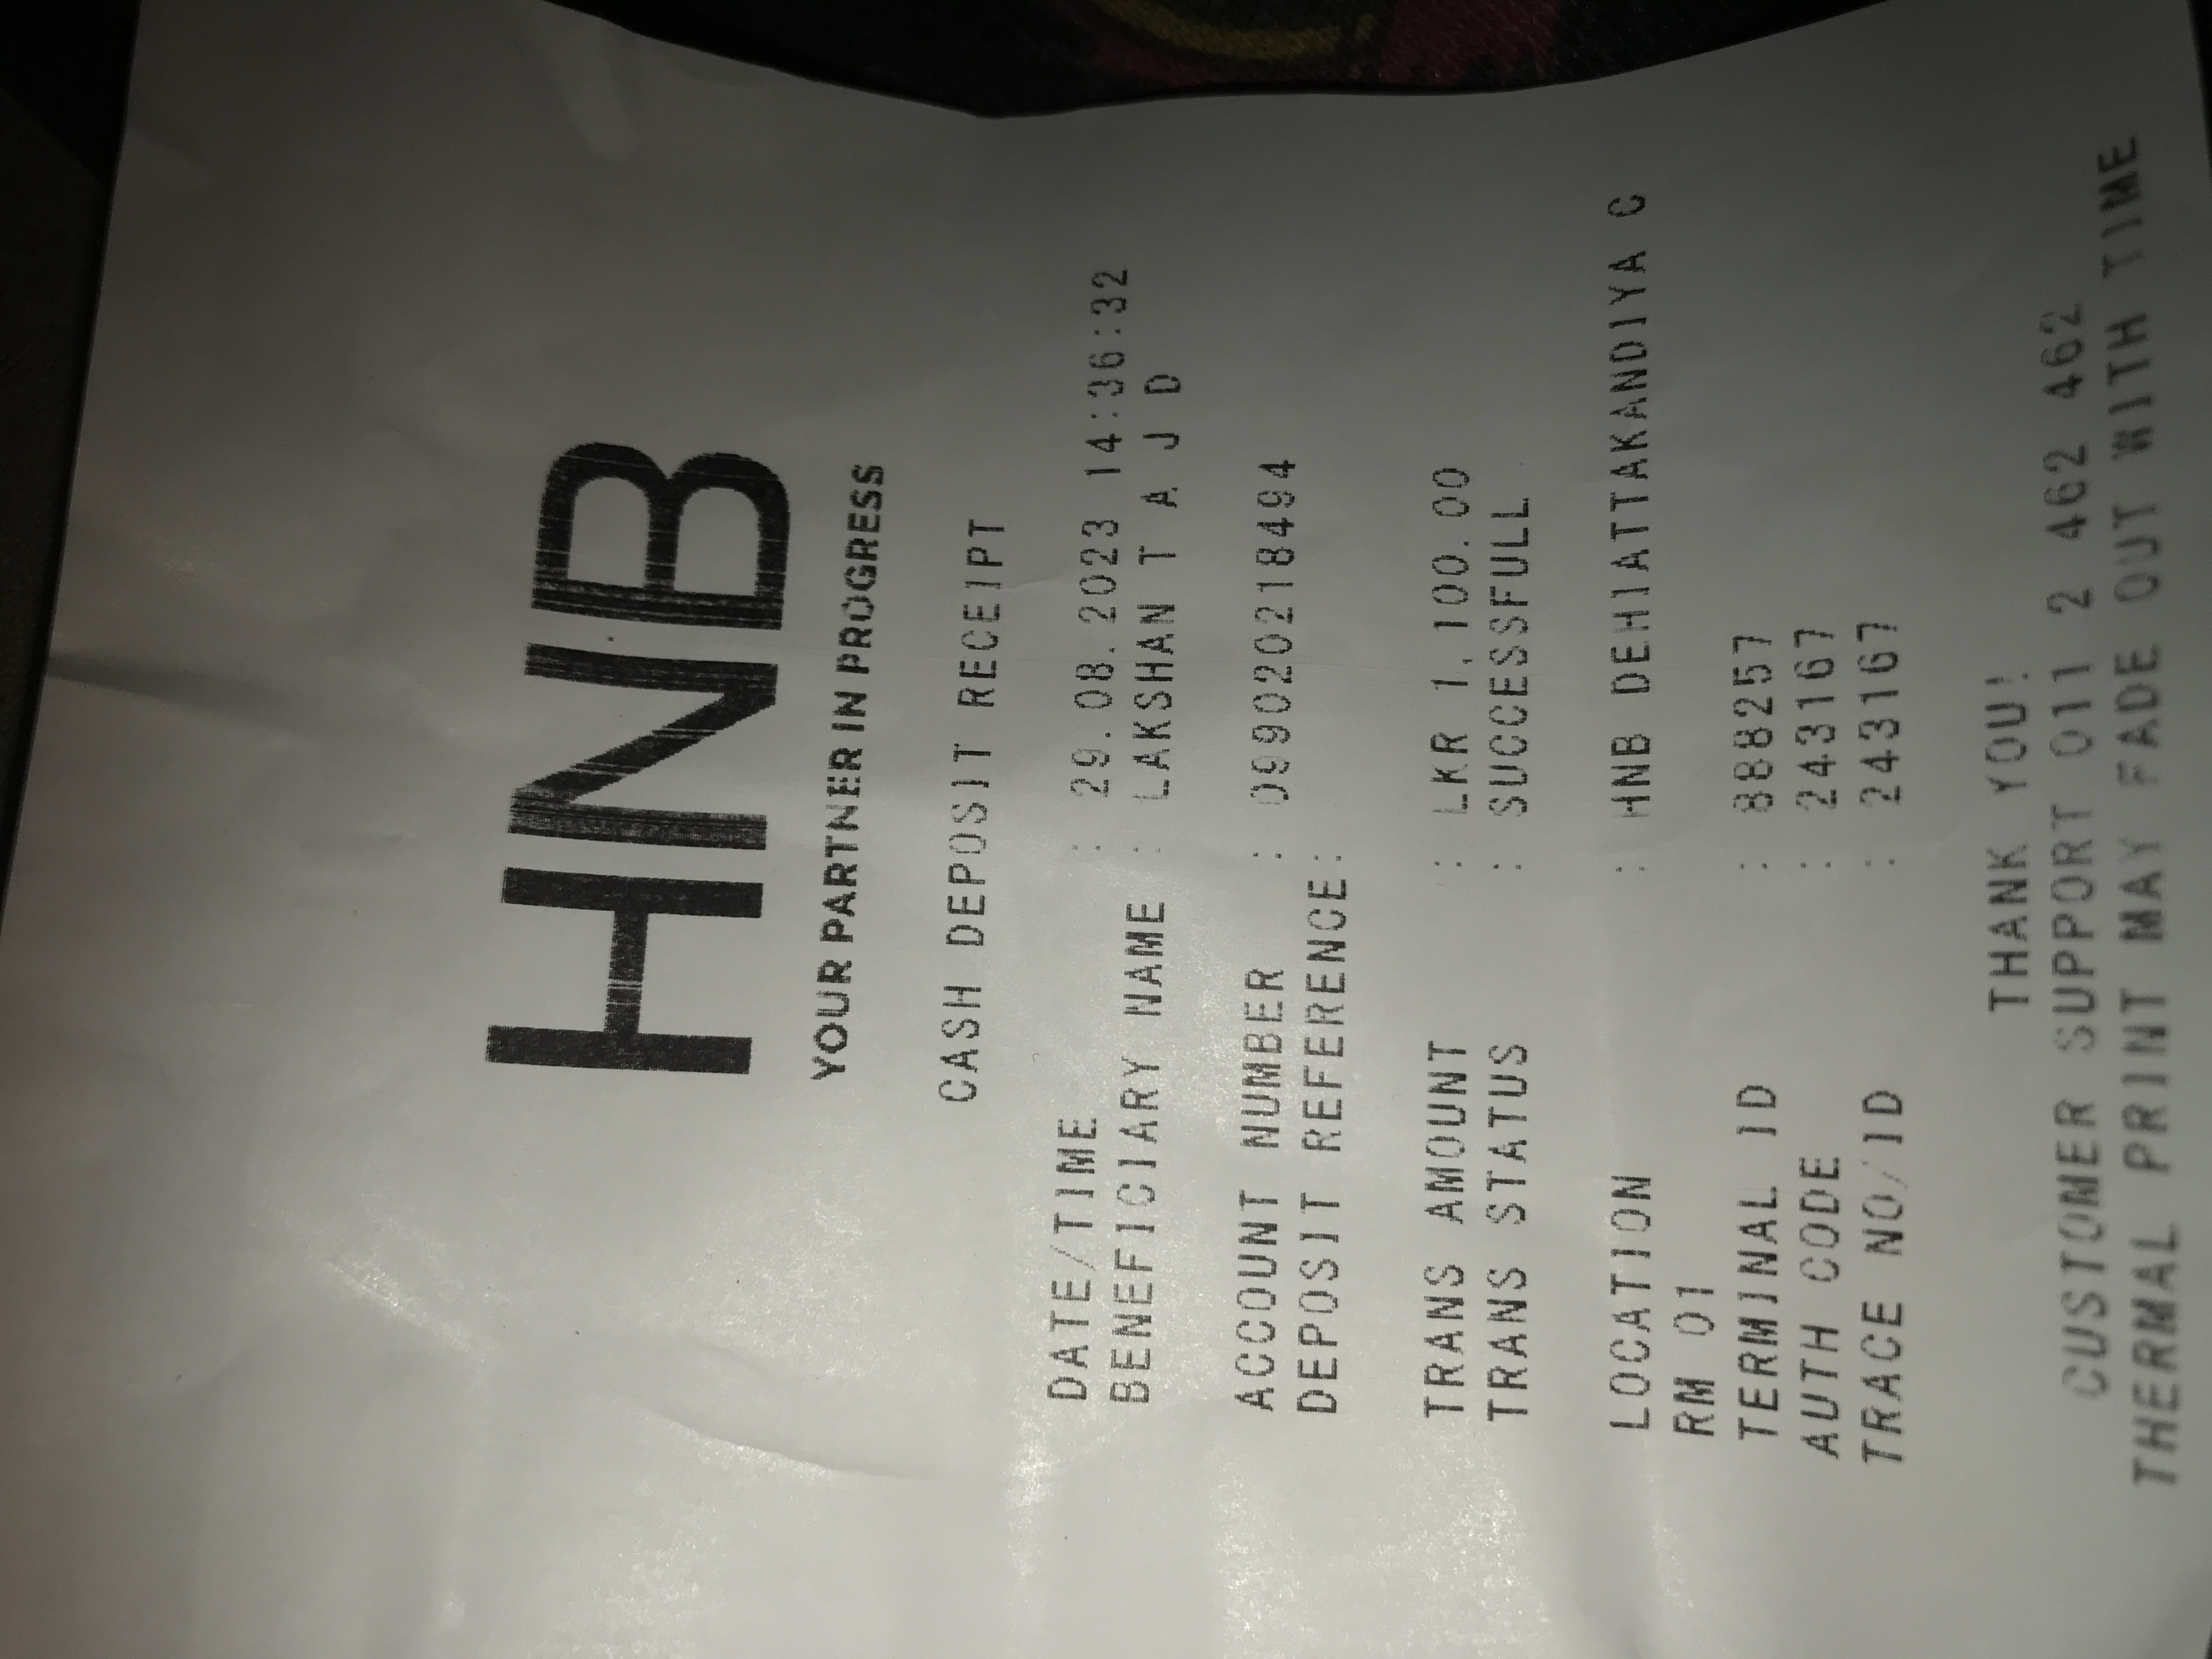 HNB
YOUR PARTNER IN PROGRESS
CASH DEPOSIT RECEIPT
DATE/TIME : 29.08.2023 14:36:32
BENEFICIARY NAME : LAKSHAN T A J D
ACCOUNT NUMBER : 099020218494
DEPOSIT REFERENCE:
TRANS AMOUNT : LKR 1,100.00
TRANS STATUS : SUCCESSFULL
LOCATION : HNB DEHIATTAKANDIYA C
RM 01
TERMINAL ID : 888257
AUTH CODE : 243167
TRACE NO/ID : 243167
THANK YOU!
CUSTOMER SUPPORT 011 2 462 462
THERMAL PRINT MAY FADE OUT WITH TIME